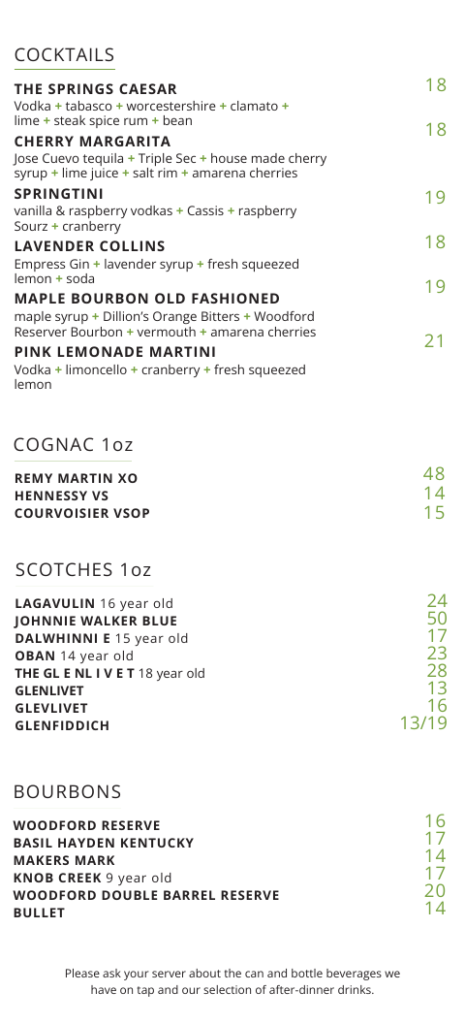 COCKTAILS
THE SPRINGS CAESAR 18
Vodka + tabasco + worcestershire + clamato +
lime + steak spice rum + bean
CHERRY MARGARITA 18
Jose Cuevo tequila + Triple Sec + house made cherry
syrup + lime juice + salt rim + amarena cherries
SPRINGTINI 19
vanilla & raspberry vodkas + Cassis + raspberry
Sourz + cranberry
LAVENDER COLLINS 18
Empress Gin + lavender syrup + fresh squeezed
lemon + soda
MAPLE BOURBON OLD FASHIONED 19
maple syrup + Dillion's Orange Bitters + Woodford
Reserver Bourbon + vermouth + amarena cherries
PINK LEMONADE MARTINI 21
Vodka + limoncello + cranberry + fresh squeezed
lemon
COGNAC 1oz
REMY MARTIN XO 48
HENNESSY VS 14
COURVOISIER VSOP 15
SCOTCHES 1oz
LAGAVULIN 16 year old 24
JOHNNIE WALKER BLUE 50
DALWHINNI E 15 year old 17
OBAN 14 year old 23
THE GL E NL I V E T 18 year old 28
GLENLIVET 13
GLEVLIVET 16
GLENFIDDICH 13/19
BOURBONS
WOODFORD RESERVE 16
BASIL HAYDEN KENTUCKY 17
MAKERS MARK 14
KNOB CREEK 9 year old 17
WOODFORD DOUBLE BARREL RESERVE 20
BULLET 14
Please ask your server about the can and bottle beverages we
have on tap and our selection of after-dinner drinks.